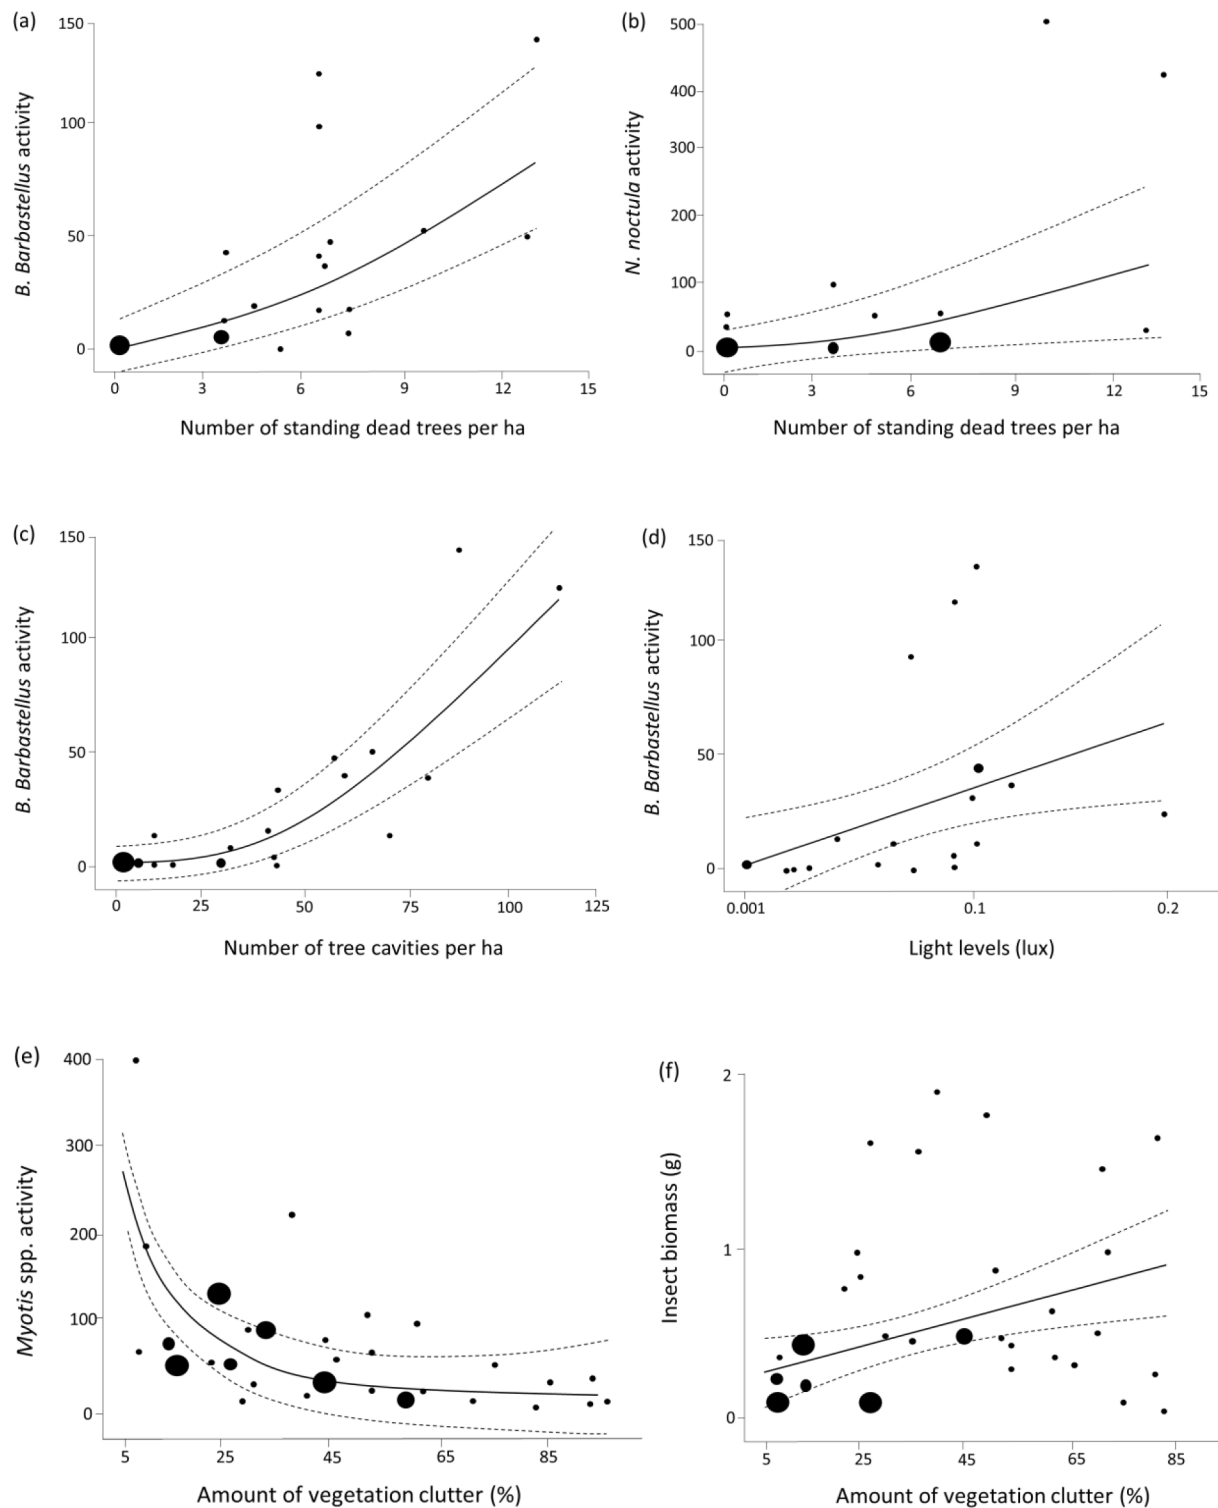 (a)
150
100
50
0
B. Barbastellus activity
0 3 6 9 12 15
Number of standing dead trees per ha
(b)
500
400
300
200
100
0
N. noctula activity
0 3 6 9 12 15
Number of standing dead trees per ha
(c)
150
100
50
0
B. Barbastellus activity
0 25 50 75 100 125
Number of tree cavities per ha
(d)
150
100
50
0
B. Barbastellus activity
0.001 0.1 0.2
Light levels (lux)
(e)
400
300
200
100
0
Myotis spp. activity
5 25 45 65 85
Amount of vegetation clutter (%)
(f)
2
1
0
Insect biomass (g)
5 25 45 65 85
Amount of vegetation clutter (%)